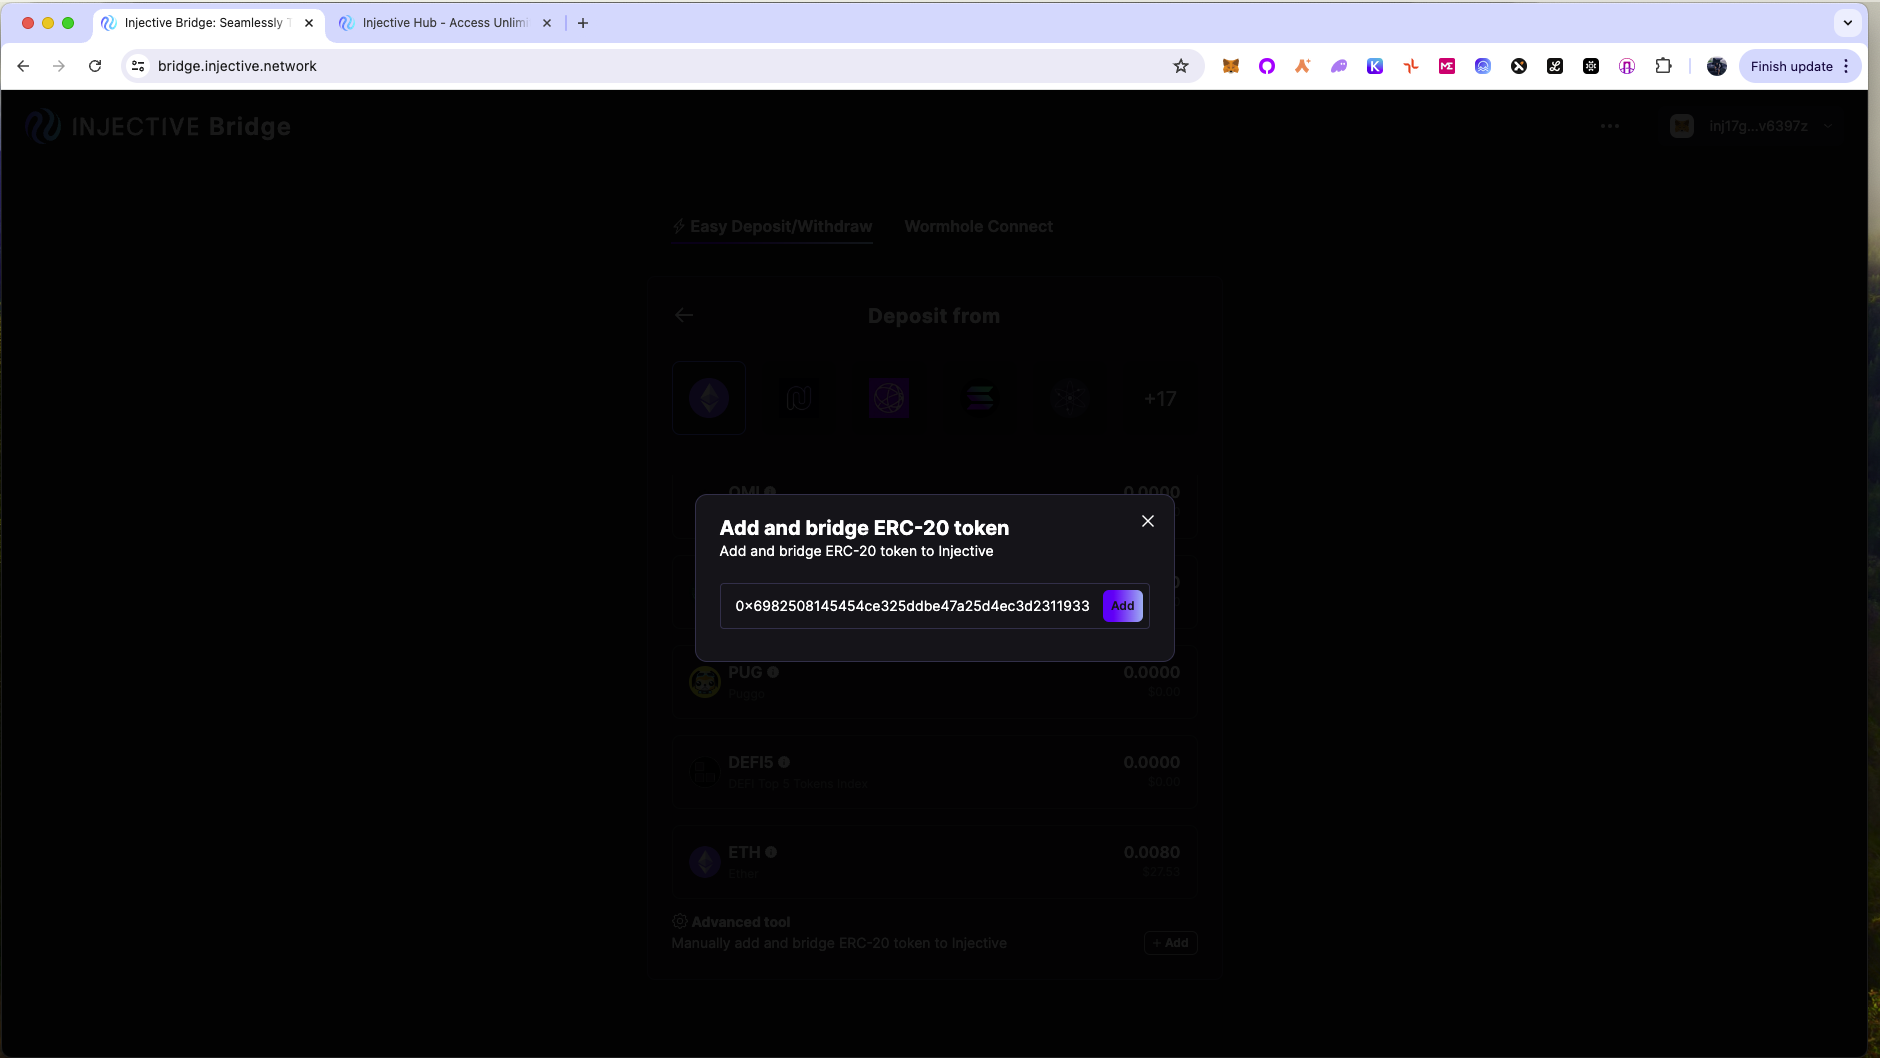 Injective Bridge: Seamlessly T
Injective Hub - Access Unlimi
bridge.injective.network
Finish update
INJECTIVE Bridge
inj17g...v6397z
Easy Deposit/Withdraw
Wormhole Connect
Deposit from
+17
QMI
0.0000
Add and bridge ERC-20 token
Add and bridge ERC-20 token to Injective
0x6982508145454ce325ddbe47a25d4ec3d2311933
Add
PUG
0.0000
Puggo
$0.00
DEFI5
0.0000
DEFI Top 5 Tokens Index
$0.00
ETH
0.0080
Ether
$27.53
Advanced tool
Manually add and bridge ERC-20 token to Injective
+ Add